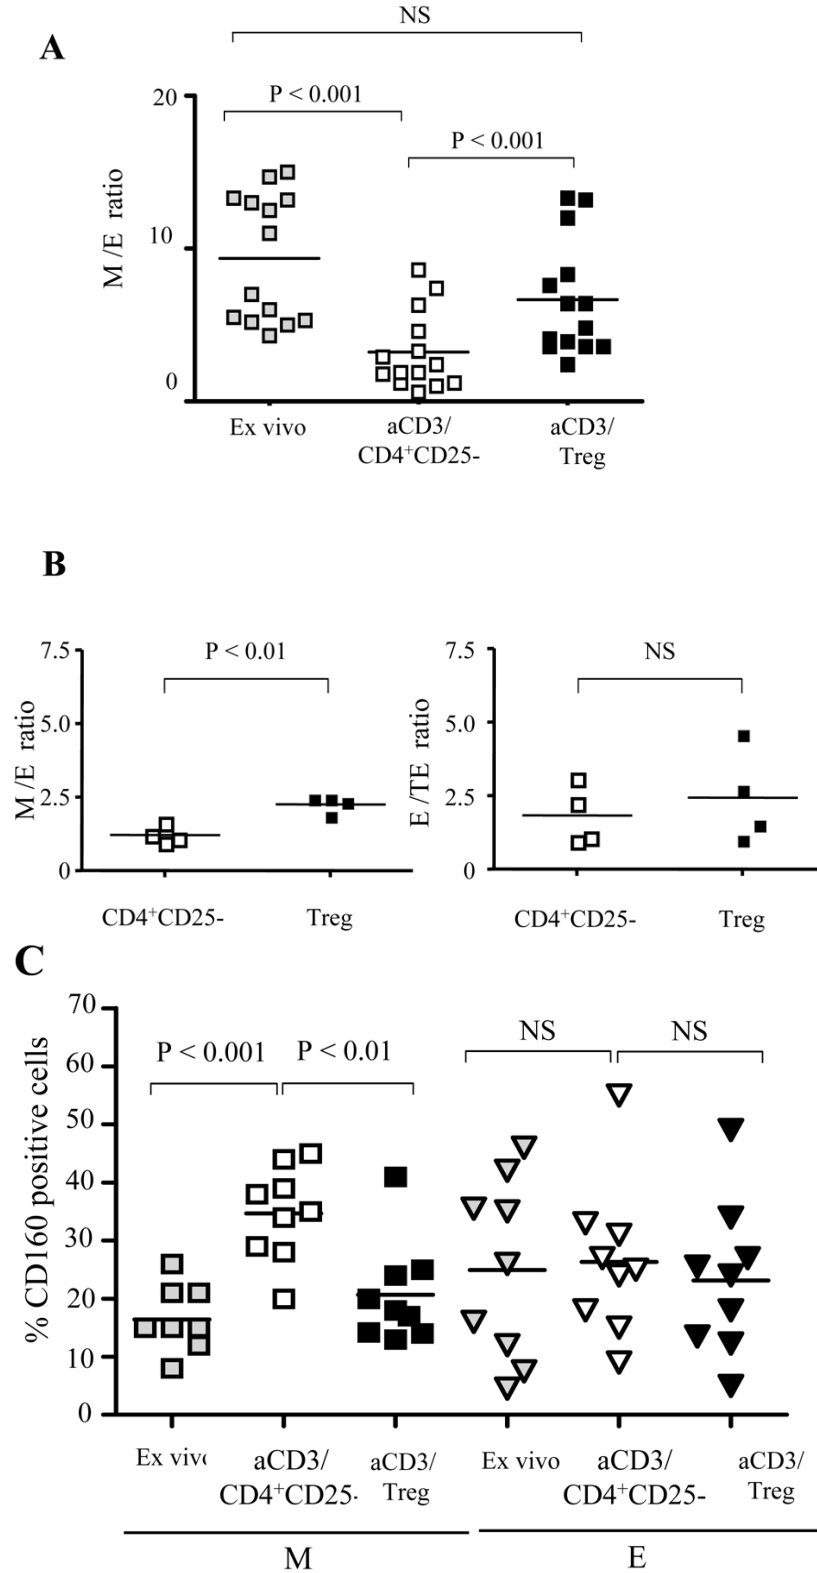 NS
A
P < 0.001
P < 0.001
20
10
0
M /E ratio
Ex vivo
aCD3/
CD4⁺CD25-
aCD3/
Treg
B
P < 0.01
7.5
5.0
2.5
0
M /E ratio
CD4⁺CD25-
Treg
NS
7.5
5.0
2.5
0
E /TE ratio
CD4⁺CD25-
Treg
C
70
60
50
40
30
20
10
0
% CD160 positive cells
P < 0.001
P < 0.01
NS
NS
Ex vivo
aCD3/
CD4⁺CD25-
aCD3/
Treg
Ex vivo
aCD3/
CD4⁺CD25-
aCD3/
Treg
M
E